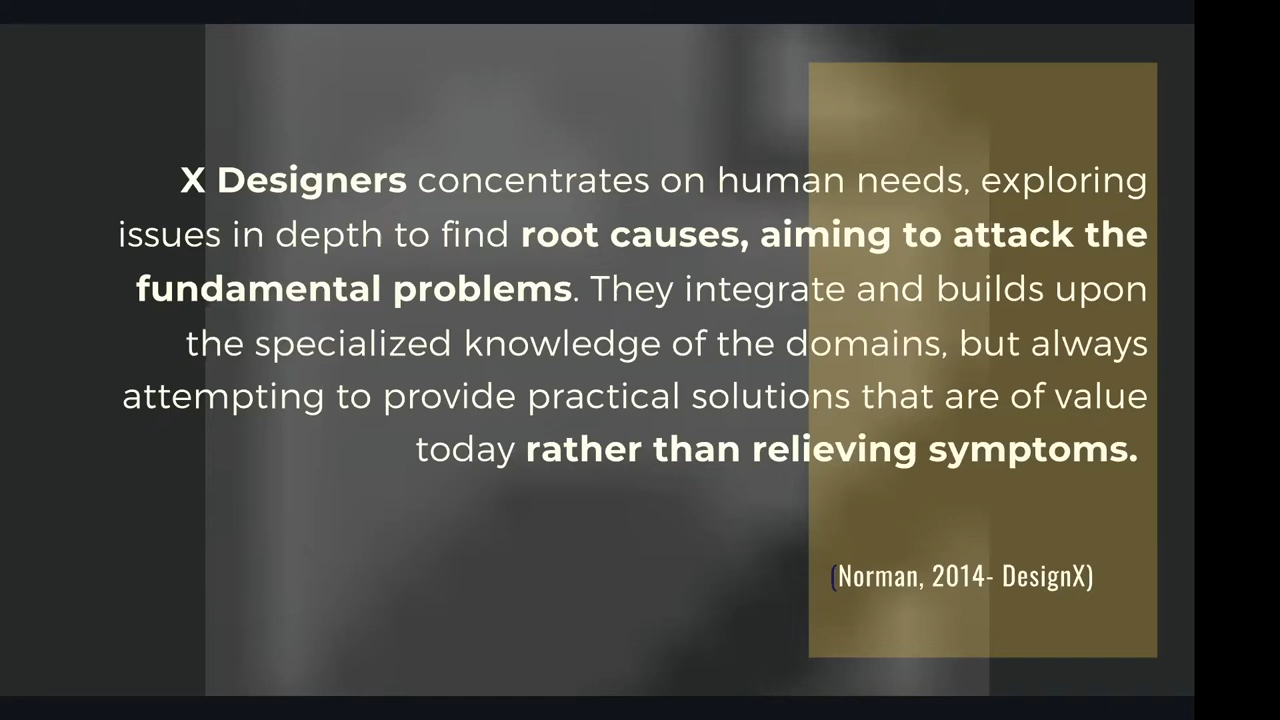 X Designers concentrates on human needs, exploring
issues in depth to find root causes, aiming to attack the
fundamental problems. They integrate and builds upon
the specialized knowledge of the domains, but always
attempting to provide practical solutions that are of value
today rather than relieving symptoms.
(Norman, 2014- DesignX)